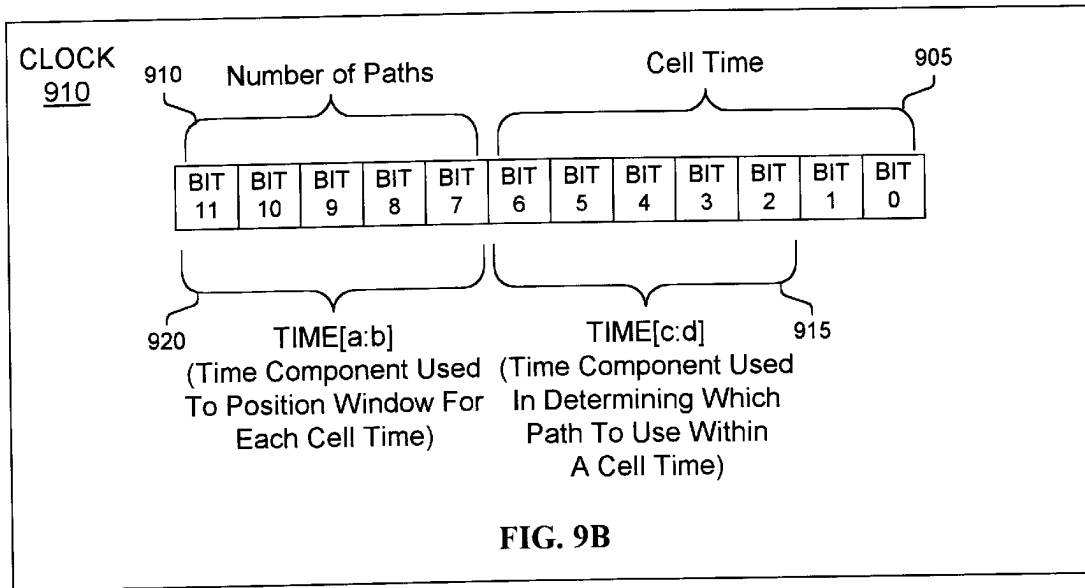 CLOCK
910
910
Number of Paths
Cell Time
905
BIT 11 BIT 10 BIT 9 BIT 8 BIT 7 BIT 6 BIT 5 BIT 4 BIT 3 BIT 2 BIT 1 BIT 0
920
TIME[a:b]
(Time Component Used
To Position Window For
Each Cell Time)
TIME[c:d]
915
(Time Component Used
In Determining Which
Path To Use Within
A Cell Time)
FIG. 9B